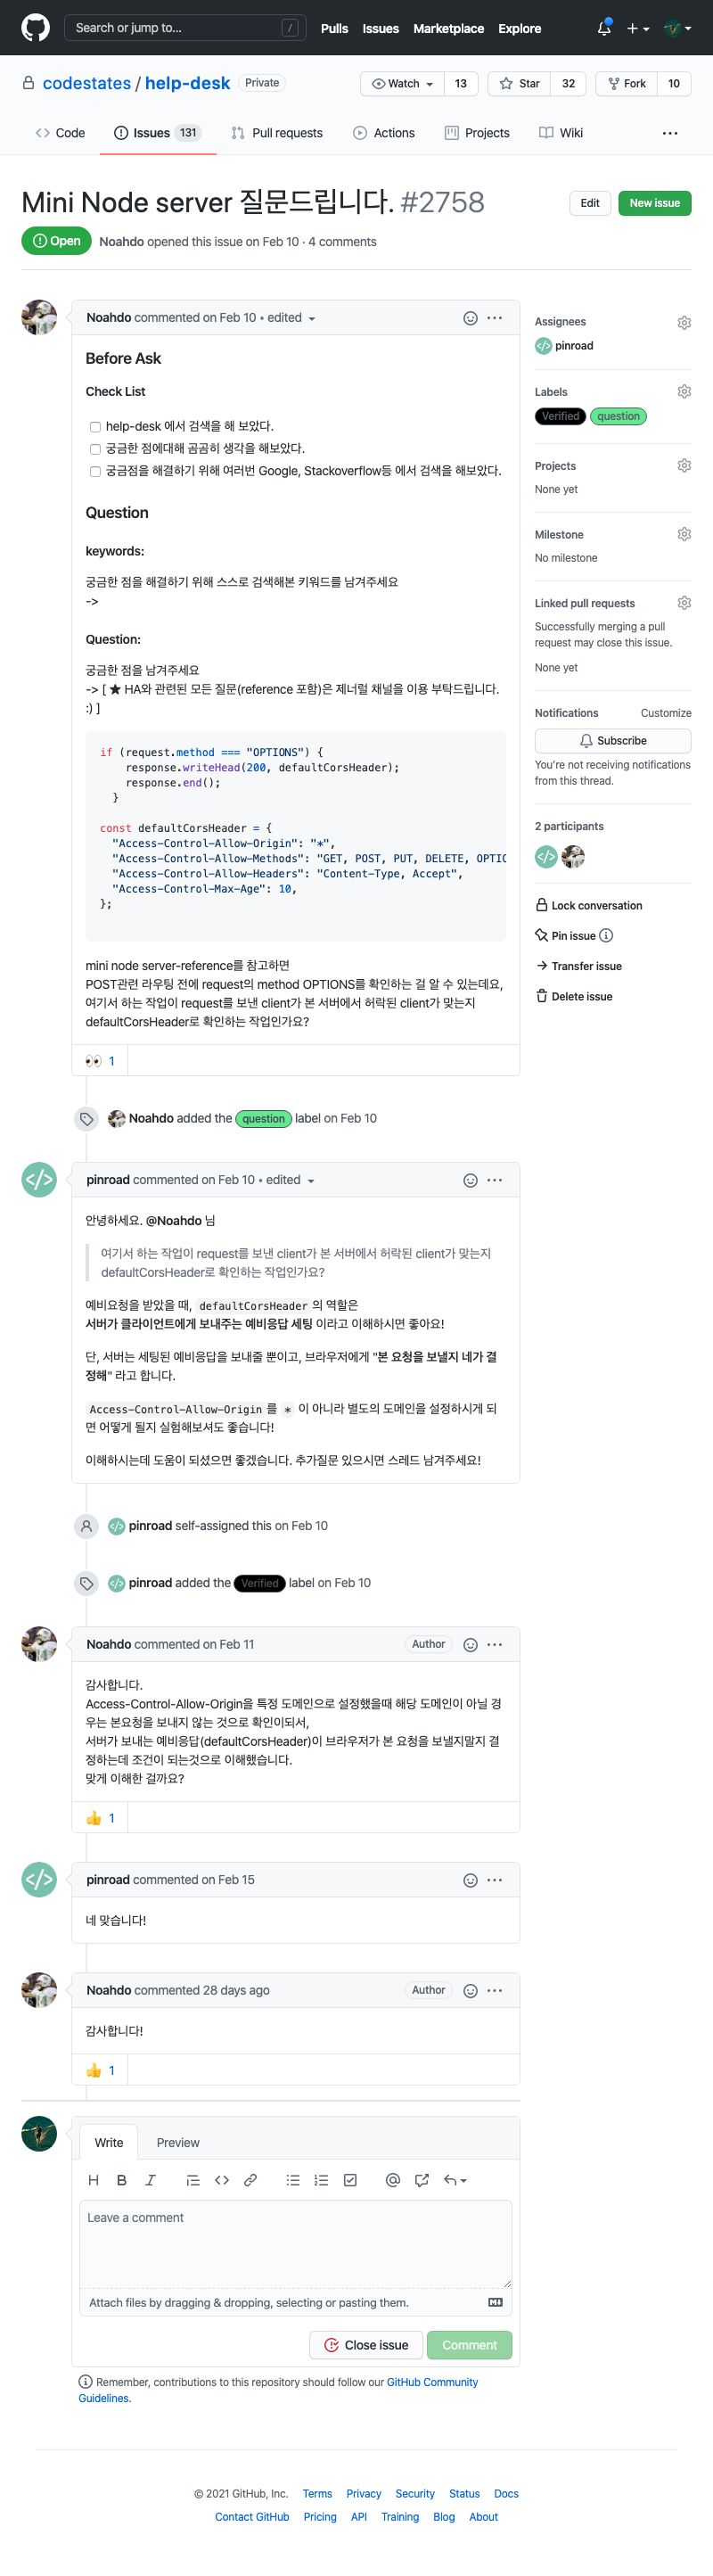 Search or jump to...
/
Pulls
Issues
Marketplace
Explore
codestates / help-desk
Private
Watch
13
Star
32
Fork
10
Code
Issues
131
Pull requests
Actions
Projects
Wiki
Mini Node server 질문드립니다. #2758
Edit
New issue
Open
Noahdo opened this issue on Feb 10 · 4 comments
Noahdo commented on Feb 10 • edited
Before Ask
Check List
help-desk 에서 검색을 해 보았다.
궁금한 점에대해 곰곰히 생각을 해보았다.
궁금점을 해결하기 위해 여러번 Google, Stackoverflow등 에서 검색을 해보았다.
Question
keywords:
궁금한 점을 해결하기 위해 스스로 검색해본 키워드를 남겨주세요
->
Question:
궁금한 점을 남겨주세요
-> [ ★ HA와 관련된 모든 질문(reference 포함)은 제너럴 채널을 이용 부탁드립니다.
:) ]
if (request.method === "OPTIONS") {
response.writeHead(200, defaultCorsHeader);
response.end();
}
const defaultCorsHeader = {
"Access-Control-Allow-Origin": "*",
"Access-Control-Allow-Methods": "GET, POST, PUT, DELETE, OPTIO
"Access-Control-Allow-Headers": "Content-Type, Accept",
"Access-Control-Max-Age": 10,
};
mini node server-reference를 참고하면
POST관련 라우팅 전에 request의 method OPTIONS를 확인하는 걸 알 수 있는데요,
여기서 하는 작업이 request를 보낸 client가 본 서버에서 허락된 client가 맞는지
defaultCorsHeader로 확인하는 작업인가요?
👀 1
Assignees
pinroad
Labels
Verified
question
Projects
None yet
Milestone
No milestone
Linked pull requests
Successfully merging a pull
request may close this issue.
None yet
Notifications
Customize
Subscribe
You're not receiving notifications
from this thread.
2 participants
Lock conversation
Pin issue
Transfer issue
Delete issue
Noahdo added the question label on Feb 10
pinroad commented on Feb 10 • edited
안녕하세요. @Noahdo 님
여기서 하는 작업이 request를 보낸 client가 본 서버에서 허락된 client가 맞는지
defaultCorsHeader로 확인하는 작업인가요?
예비요청을 받았을 때, defaultCorsHeader 의 역할은
서버가 클라이언트에게 보내주는 예비응답 세팅 이라고 이해하시면 좋아요!
단, 서버는 세팅된 예비응답을 보내줄 뿐이고, 브라우저에게 "본 요청을 보낼지 네가 결
정해" 라고 합니다.
Access-Control-Allow-Origin 를 * 이 아니라 별도의 도메인을 설정하시게 되
면 어떻게 될지 실험해보셔도 좋습니다!
이해하시는데 도움이 되셨으면 좋겠습니다. 추가질문 있으시면 스레드 남겨주세요!
pinroad self-assigned this on Feb 10
pinroad added the Verified label on Feb 10
Noahdo commented on Feb 11
Author
감사합니다.
Access-Control-Allow-Origin을 특정 도메인으로 설정했을때 해당 도메인이 아닐 경
우는 본요청을 보내지 않는 것으로 확인이되서,
서버가 보내는 예비응답(defaultCorsHeader)이 브라우저가 본 요청을 보낼지말지 결
정하는데 조건이 되는것으로 이해했습니다.
맞게 이해한 걸까요?
👍 1
pinroad commented on Feb 15
네 맞습니다!
Noahdo commented 28 days ago
Author
감사합니다!
👍 1
Write
Preview
Leave a comment
Attach files by dragging & dropping, selecting or pasting them.
Close issue
Comment
Remember, contributions to this repository should follow our GitHub Community
Guidelines.
© 2021 GitHub, Inc.
Terms
Privacy
Security
Status
Docs
Contact GitHub
Pricing
API
Training
Blog
About